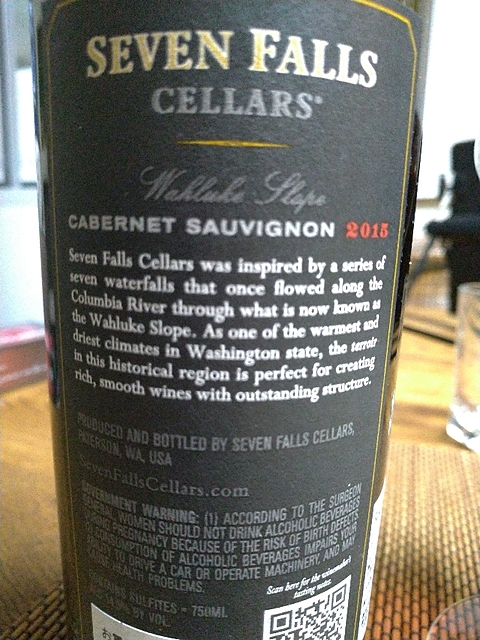 SEVEN FALLS
CELLARS®
Wahluke Slope
CABERNET SAUVIGNON 2015
Seven Falls Cellars was inspired by a series of
seven waterfalls that once flowed along the
Columbia River through what is now known as
the Wahluke Slope. As one of the warmest and
driest climates in Washington state, the terroir
in this historical region is perfect for creating
rich, smooth wines with outstanding structure.
PRODUCED AND BOTTLED BY SEVEN FALLS CELLARS,
PATERSON, WA, USA
SevenFallsCellars.com
GOVERNMENT WARNING: (1) ACCORDING TO THE SURGEON
WOMEN SHOULD NOT DRINK ALCOHOLIC BEVERAGES
PREGNANCY BECAUSE OF THE RISK OF BIRTH DEFECTS
CONSUMPTION OF ALCOHOLIC BEVERAGES IMPAIRS YOUR
TO DRIVE A CAR OR OPERATE MACHINERY, AND MAY
HEALTH PROBLEMS.
SULFITES • 750ML
BY VOL.
Scan here for the winemaker's
tasting notes.